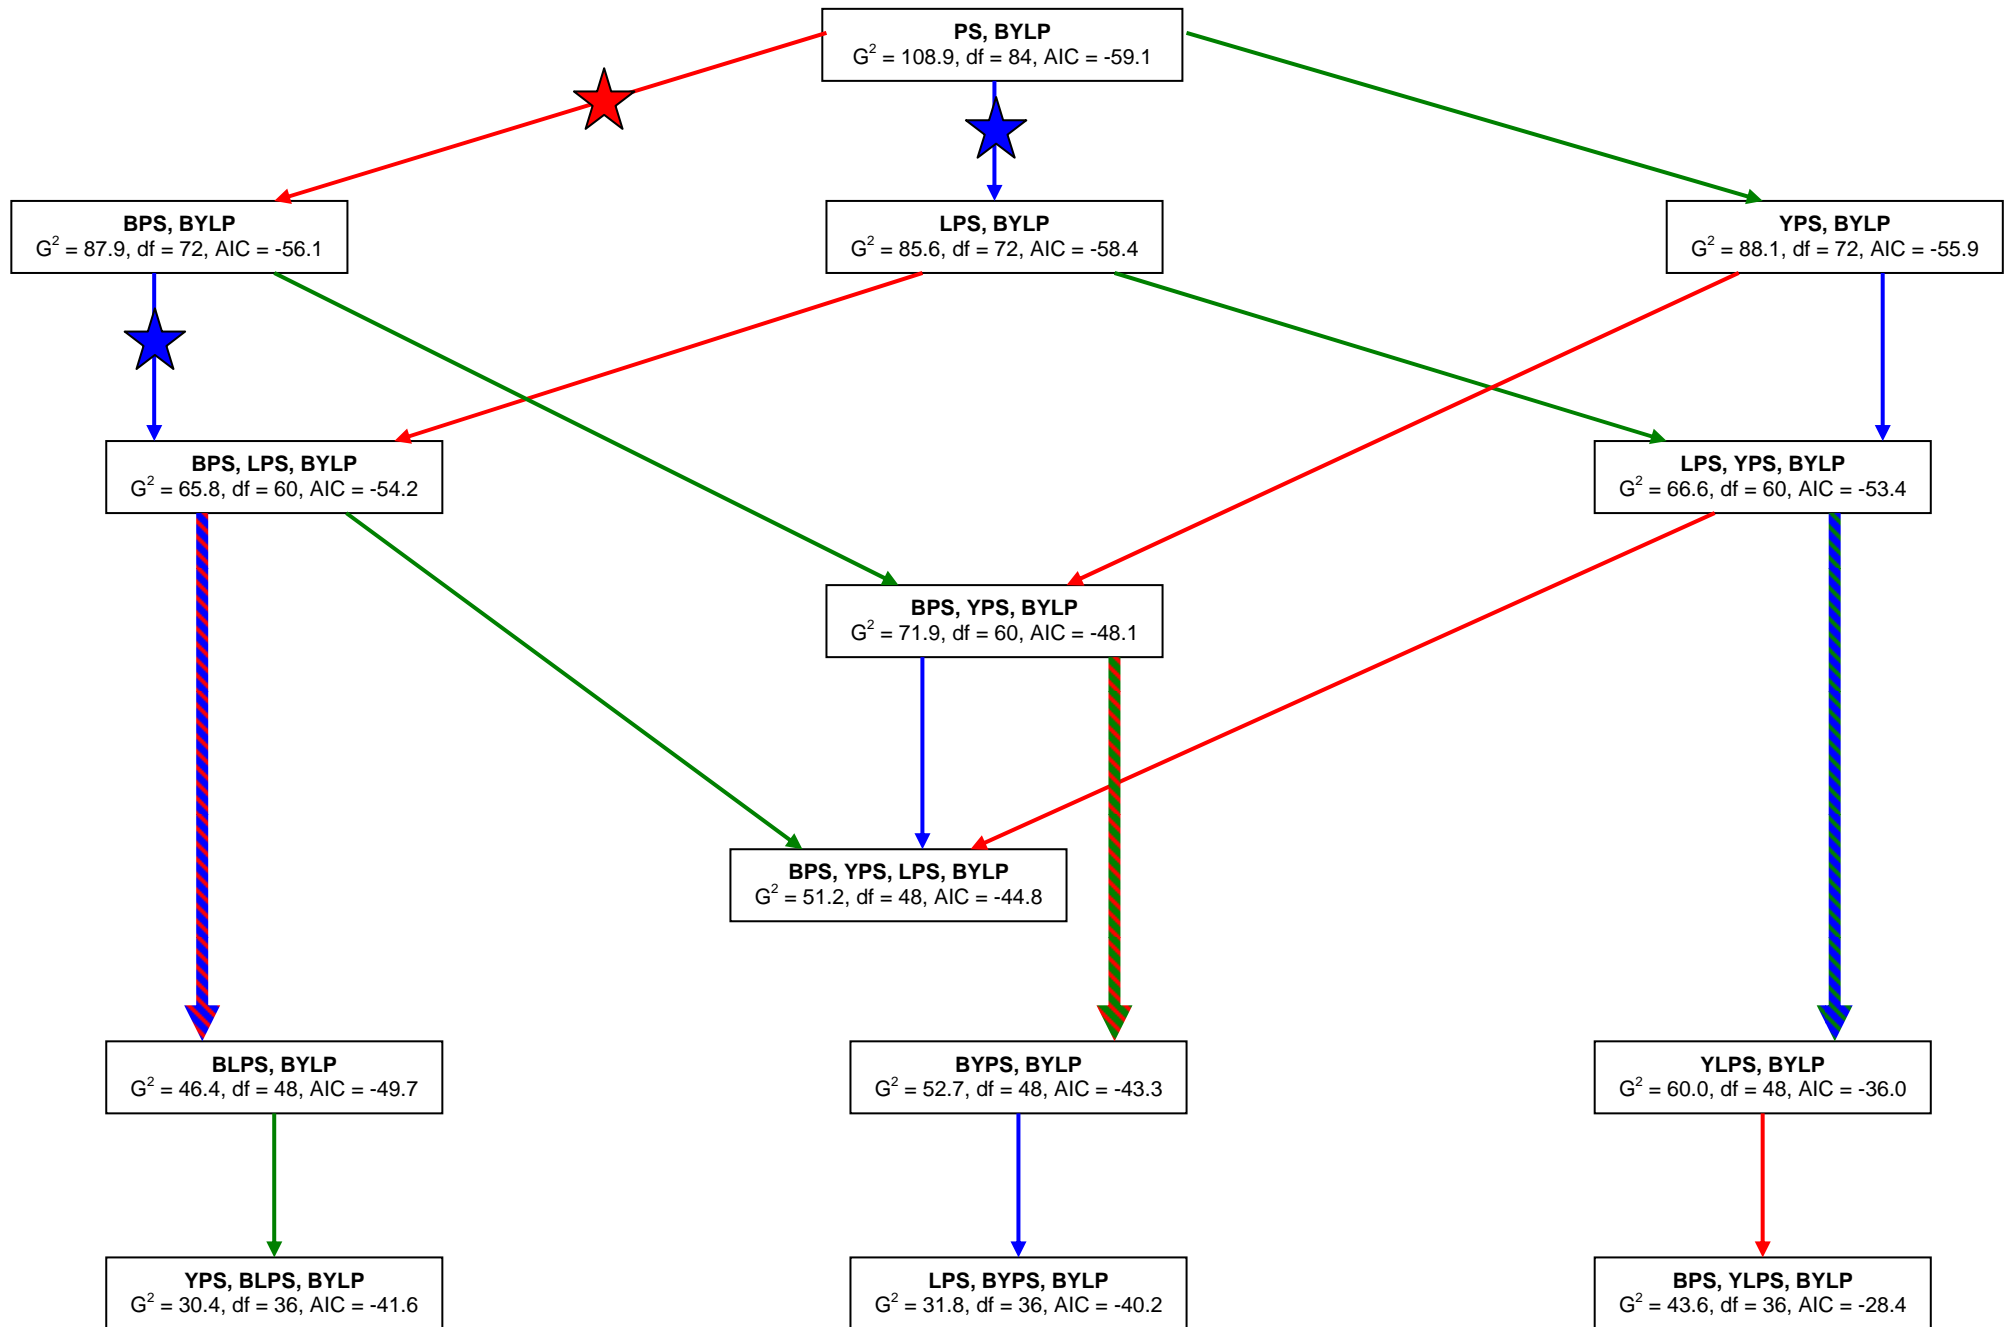 PS, BYLP
G² = 108.9, df = 84, AIC = -59.1
BPS, BYLP
G² = 87.9, df = 72, AIC = -56.1
LPS, BYLP
G² = 85.6, df = 72, AIC = -58.4
YPS, BYLP
G² = 88.1, df = 72, AIC = -55.9
BPS, LPS, BYLP
G² = 65.8, df = 60, AIC = -54.2
LPS, YPS, BYLP
G² = 66.6, df = 60, AIC = -53.4
BPS, YPS, BYLP
G² = 71.9, df = 60, AIC = -48.1
BPS, YPS, LPS, BYLP
G² = 51.2, df = 48, AIC = -44.8
BLPS, BYLP
G² = 46.4, df = 48, AIC = -49.7
BYPS, BYLP
G² = 52.7, df = 48, AIC = -43.3
YLPS, BYLP
G² = 60.0, df = 48, AIC = -36.0
YPS, BLPS, BYLP
G² = 30.4, df = 36, AIC = -41.6
LPS, BYPS, BYLP
G² = 31.8, df = 36, AIC = -40.2
BPS, YLPS, BYLP
G² = 43.6, df = 36, AIC = -28.4